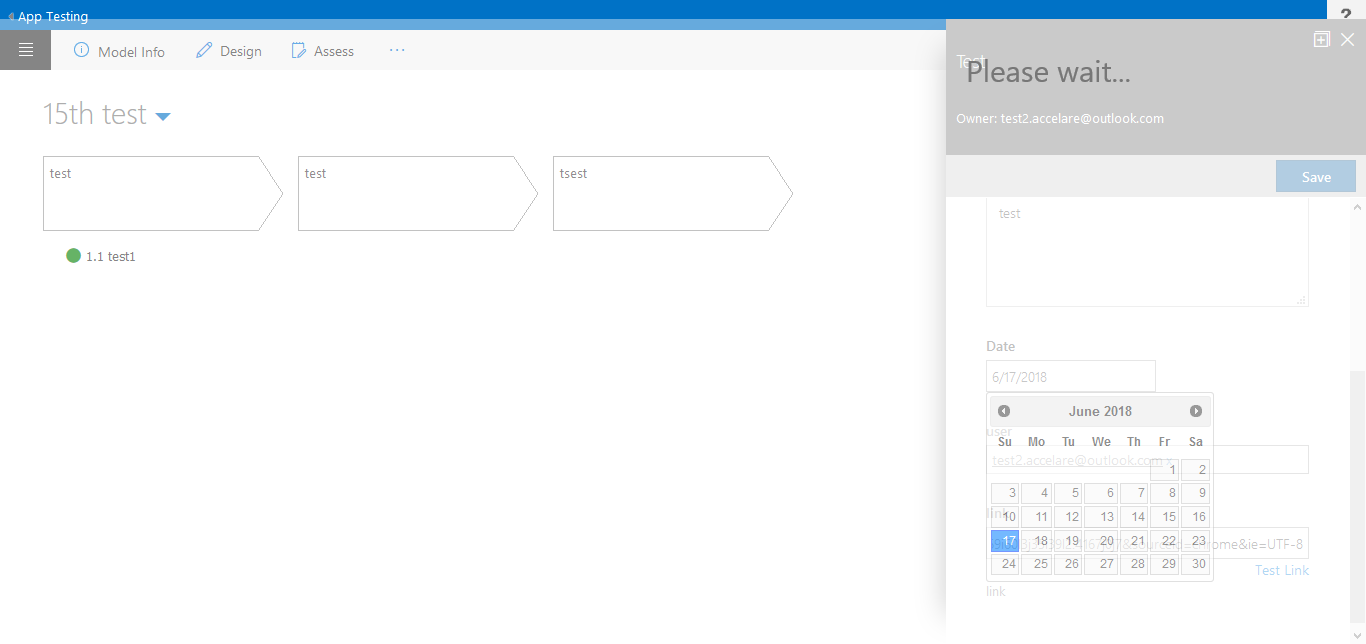 App Testing
?
Model Info
Design
Assess
...
15th test
test
test
tsest
1.1 test1
Test
Please wait...
Owner: test2.accelare@outlook.com
Save
test
Date
6/17/2018
June 2018
Su Mo Tu We Th Fr Sa
1 2
3 4 5 6 7 8 9
10 11 12 13 14 15 16
17 18 19 20 21 22 23
24 25 26 27 28 29 30
user
test2.accelare@outlook.com x
link
rome&ie=UTF-8
Test Link
link